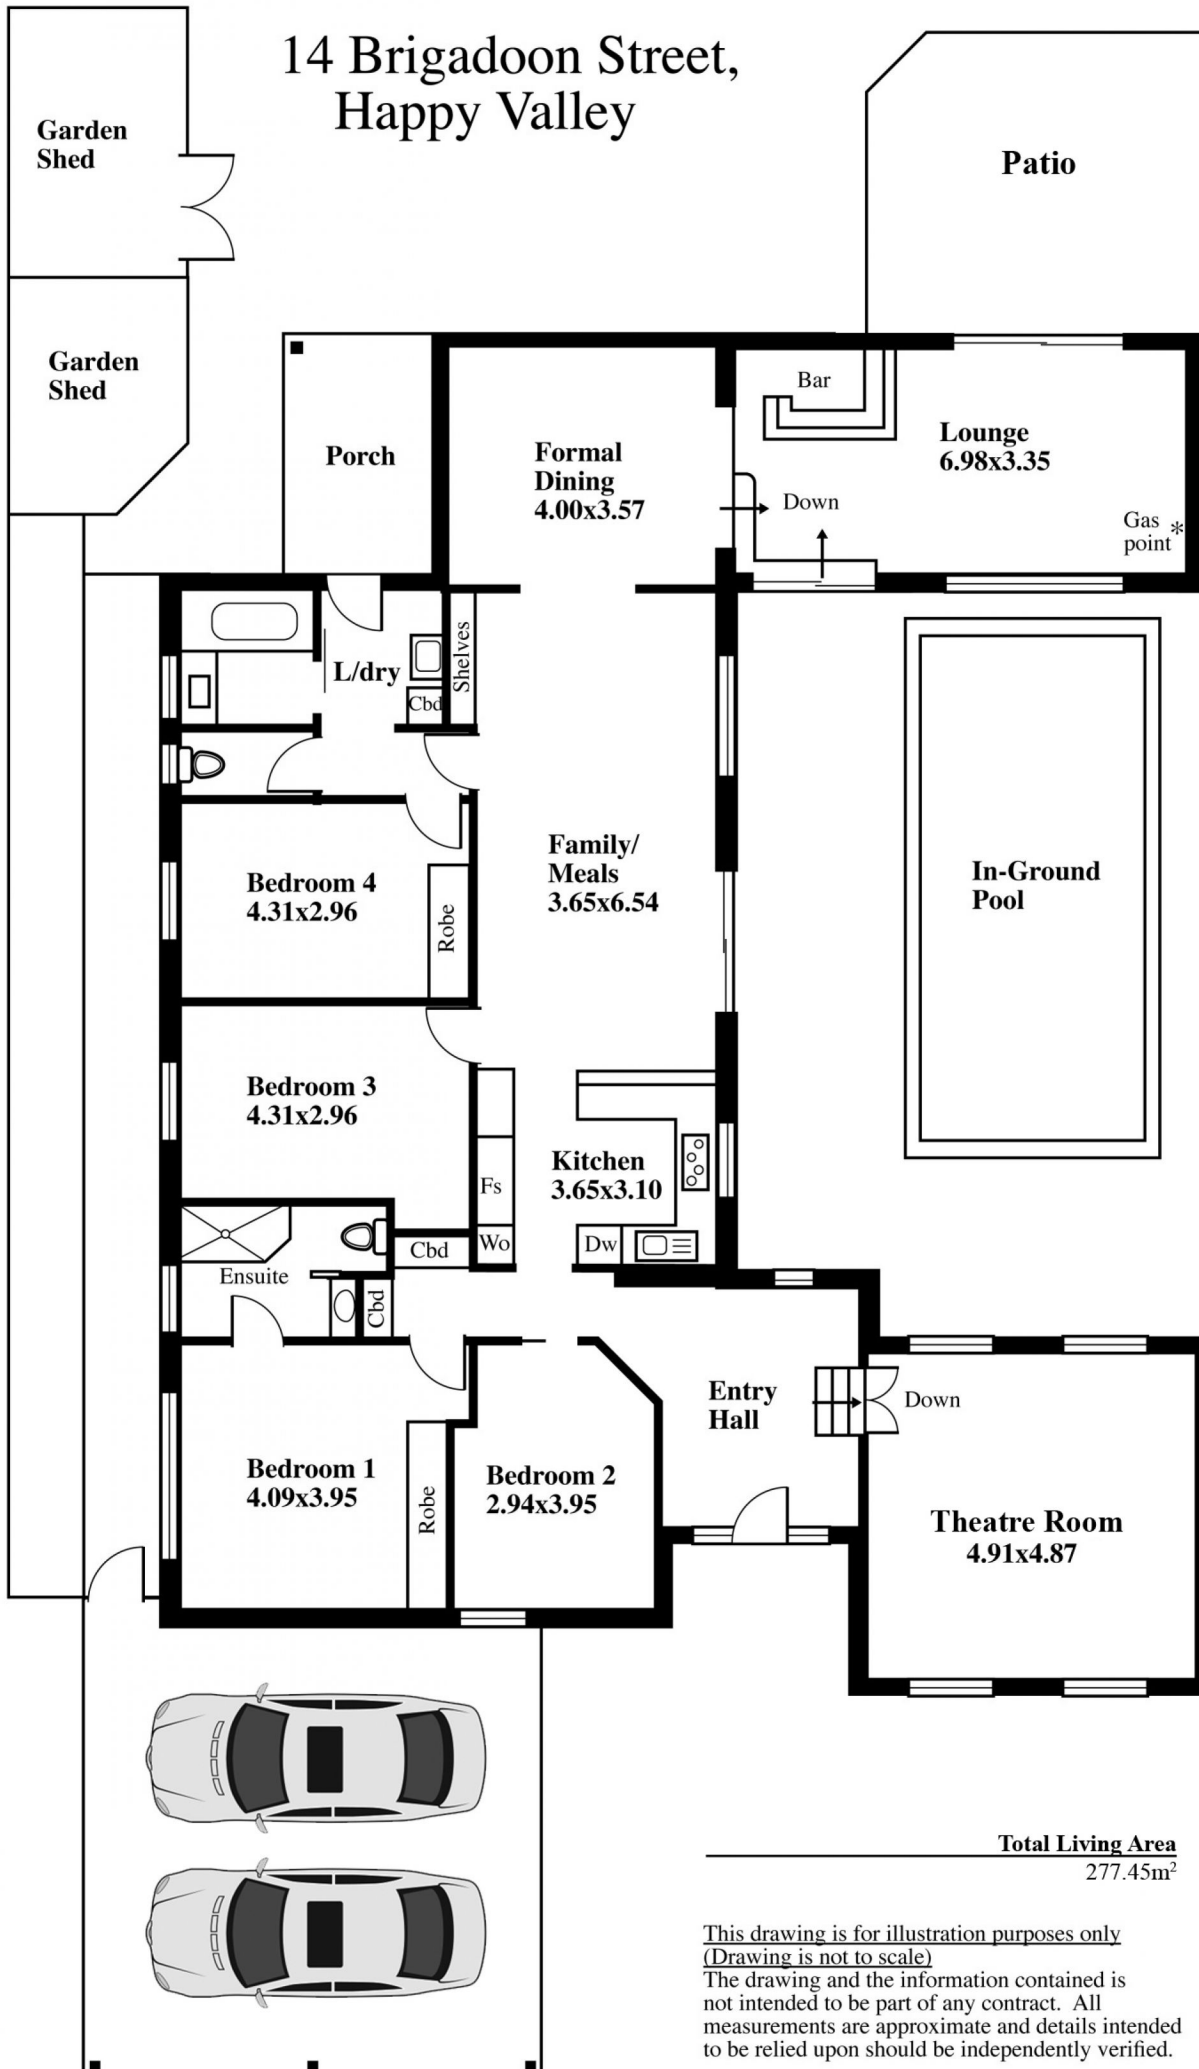 14 Brigadoon Street,
Happy Valley
Garden
Shed
Patio
Garden
Shed
Porch
Formal
Dining
4.00x3.57
Bar
Lounge
6.98x3.35
Down
Gas
point*
L/dry
Shelves
Cbd
Family/
Meals
3.65x6.54
In-Ground
Pool
Bedroom 4
4.31x2.96
Robe
Bedroom 3
4.31x2.96
Kitchen
3.65x3.10
Fs
Wo
Dw
Cbd
Ensuite
Cbd
Entry
Hall
Down
Bedroom 1
4.09x3.95
Robe
Bedroom 2
2.94x3.95
Theatre Room
4.91x4.87
Total Living Area
277.45m²
This drawing is for illustration purposes only
(Drawing is not to scale)
The drawing and the information contained is
not intended to be part of any contract. All
measurements are approximate and details intended
to be relied upon should be independently verified.